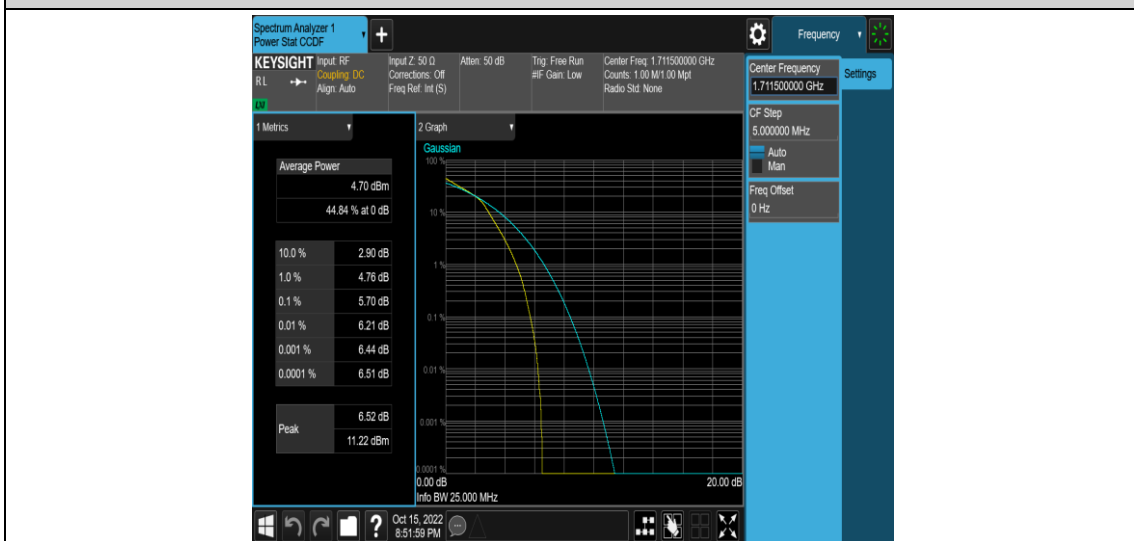 Spectrum Analyzer 1
Power Stat CCDF
Frequency
KEYSIGHT
RL
Input: RF
Coupling: DC
Align: Auto
Input Z: 50 Ω
Corrections: Off
Freq Ref: Int (S)
Atten: 50 dB
Trig: Free Run
#IF Gain: Low
Center Freq: 1.711500000 GHz
Counts: 1.00 M/1.00 Mpt
Radio Std: None
Center Frequency
1.711500000 GHz
Settings
CF Step
5.000000 MHz
Auto
Man
Freq Offset
0 Hz
1 Metrics
Average Power
4.70 dBm
44.84 % at 0 dB
10.0 % 2.90 dB
1.0 % 4.76 dB
0.1 % 5.70 dB
0.01 % 6.21 dB
0.001 % 6.44 dB
0.0001 % 6.51 dB
Peak
6.52 dB
11.22 dBm
2 Graph
Gaussian
100 %
10 %
1 %
0.1 %
0.01 %
0.001 %
0.0001 %
0.00 dB
20.00 dB
Info BW 25.000 MHz
?
Oct 15, 2022
8:51:59 PM